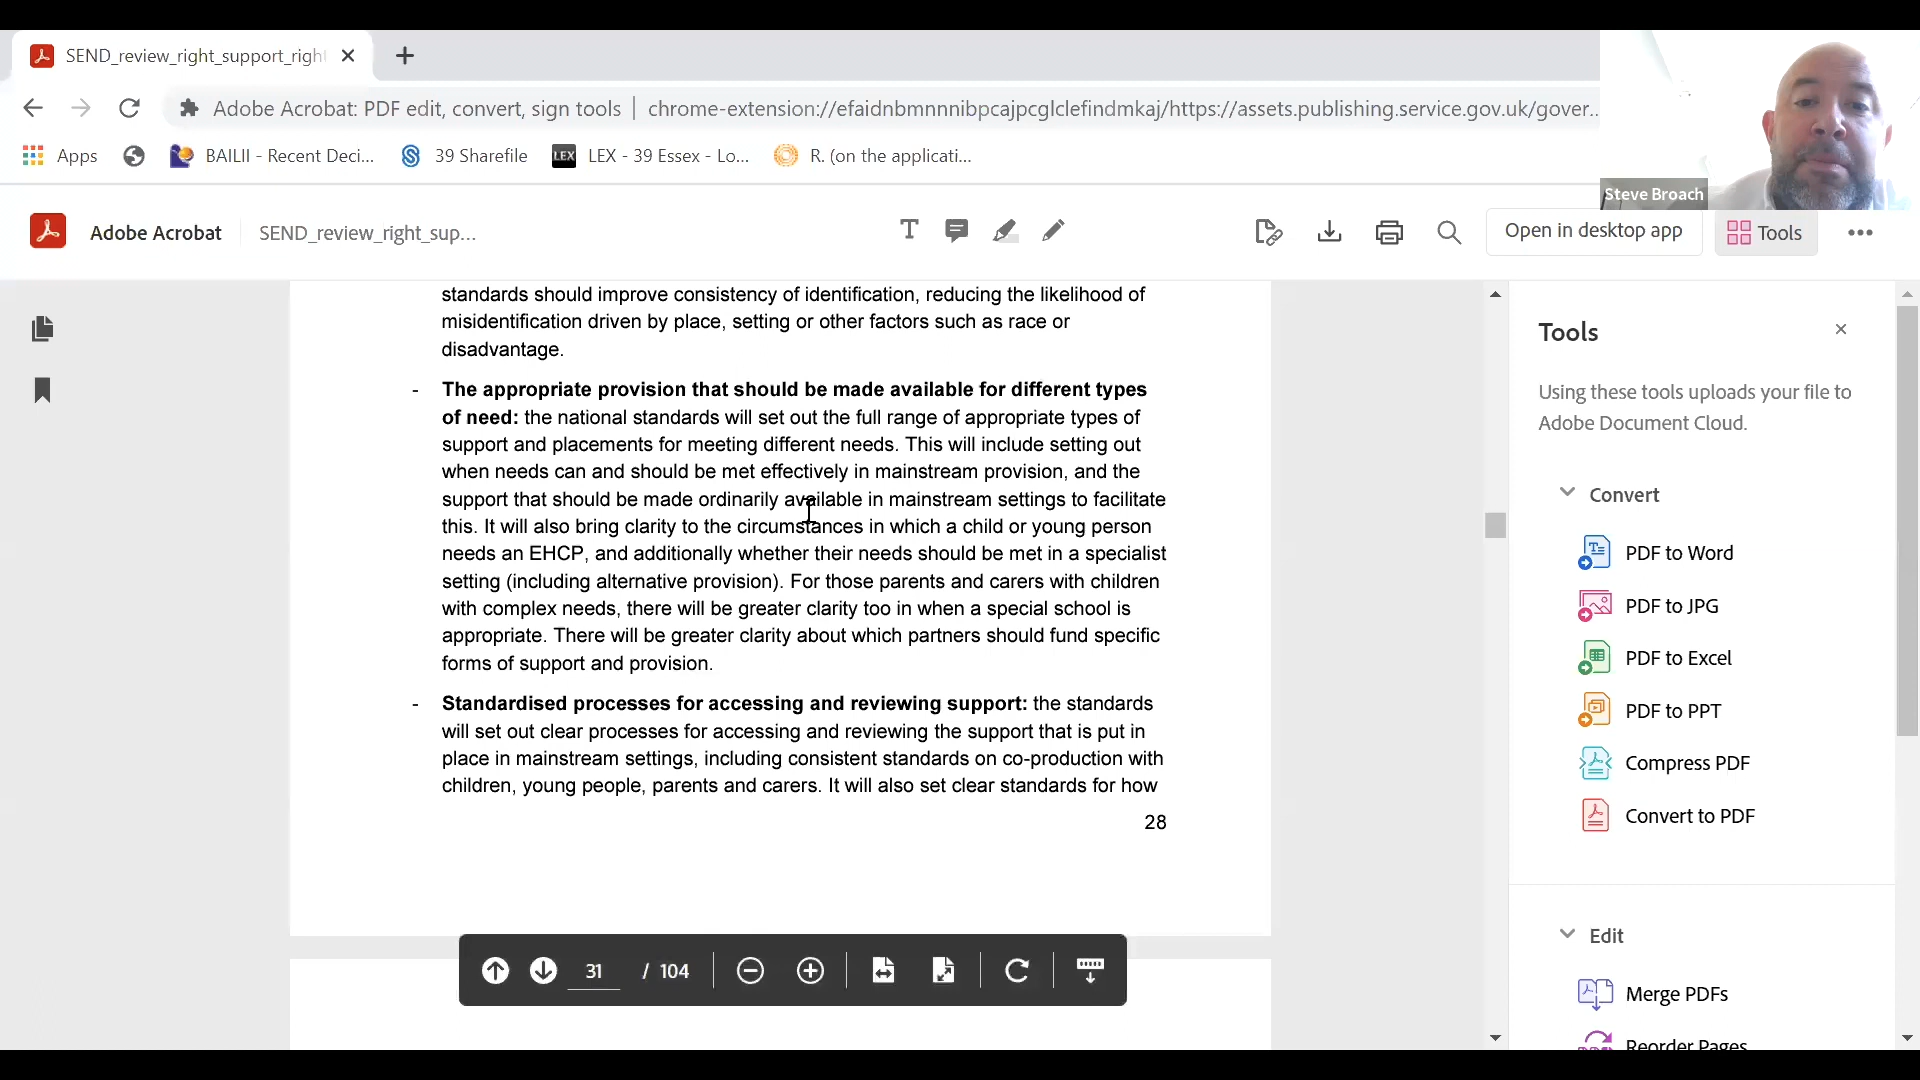 SEND_review_right_support_righ
Adobe Acrobat: PDF edit, convert, sign tools | chrome-extension://efaidnbmnnnibpcajpcglclefindmkaj/https://assets.publishing.service.gov.uk/gover...
Apps
BAILII - Recent Deci...
39 Sharefile
LEX
LEX - 39 Essex - Lo...
R. (on the applicati...
Steve Broach
Adobe Acrobat
SEND_review_right_sup...
Open in desktop app
Tools
standards should improve consistency of identification, reducing the likelihood of
misidentification driven by place, setting or other factors such as race or
disadvantage.
- The appropriate provision that should be made available for different types
of need: the national standards will set out the full range of appropriate types of
support and placements for meeting different needs. This will include setting out
when needs can and should be met effectively in mainstream provision, and the
support that should be made ordinarily available in mainstream settings to facilitate
this. It will also bring clarity to the circumstances in which a child or young person
needs an EHCP, and additionally whether their needs should be met in a specialist
setting (including alternative provision). For those parents and carers with children
with complex needs, there will be greater clarity too in when a special school is
appropriate. There will be greater clarity about which partners should fund specific
forms of support and provision.
- Standardised processes for accessing and reviewing support: the standards
will set out clear processes for accessing and reviewing the support that is put in
place in mainstream settings, including consistent standards on co-production with
children, young people, parents and carers. It will also set clear standards for how
28
31 / 104
Tools
Using these tools uploads your file to
Adobe Document Cloud.
Convert
PDF to Word
PDF to JPG
PDF to Excel
PDF to PPT
Compress PDF
Convert to PDF
Edit
Merge PDFs
Reorder Pages